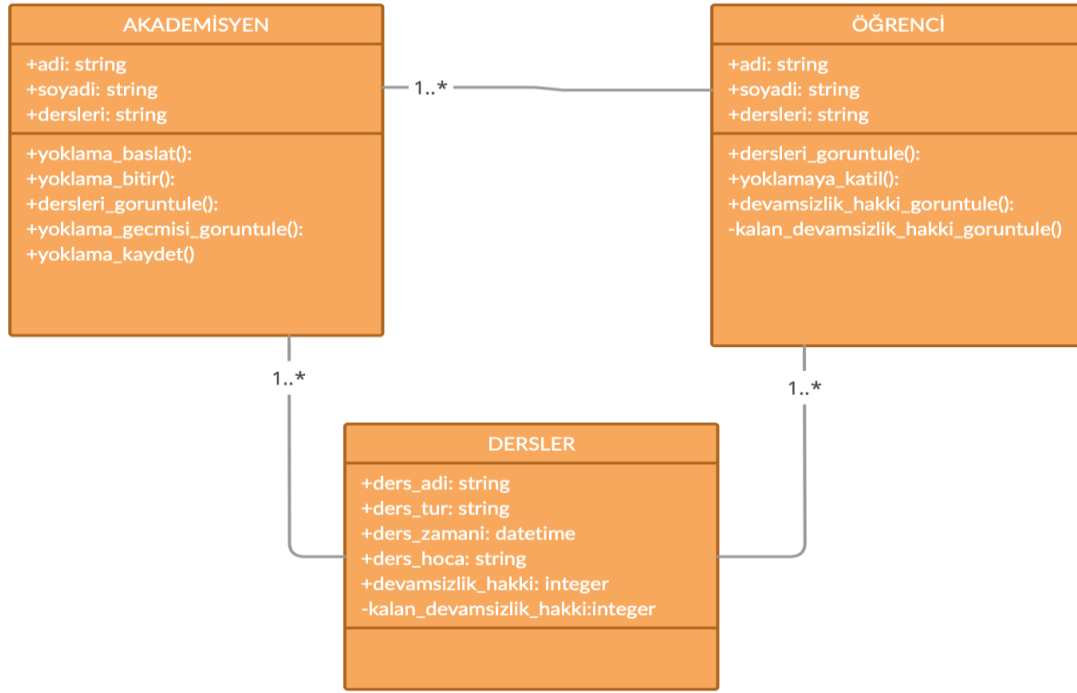 AKADEMİSYEN
+adi: string
+soyadi: string
+dersleri: string
+yoklama_baslat():
+yoklama_bitir():
+dersleri_goruntule():
+yoklama_gecmisi_goruntule():
+yoklama_kaydet()
1..*
ÖĞRENCİ
+adi: string
+soyadi: string
+dersleri: string
+dersleri_goruntule():
+yoklamaya_katil():
+devamsizlik_hakki_goruntule():
-kalan_devamsizlik_hakki_goruntule()
1..*
1..*
DERSLER
+ders_adi: string
+ders_tur: string
+ders_zamani: datetime
+ders_hoca: string
+devamsizlik_hakki: integer
-kalan_devamsizlik_hakki:integer